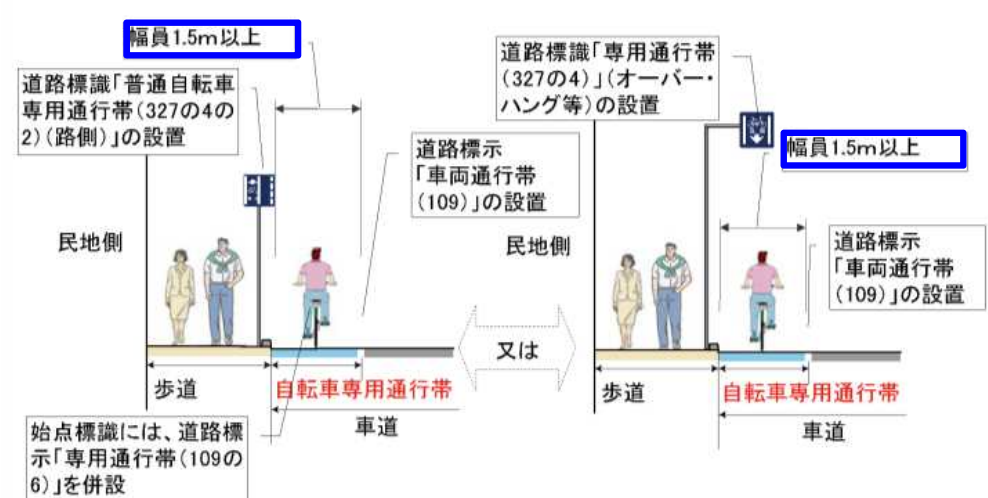 幅員1.5m以上
道路標識「普通自転車
専用通行帯(327の4の
2)(路側)」の設置
道路標示
「車両通行帯
(109)」の設置
民地側
歩道
自転車専用通行帯
車道
始点標識には、道路標
示「専用通行帯(109の
6)」を併設
又は
道路標識「専用通行帯
(327の4)」(オーバー・
ハング等)の設置
幅員1.5m以上
道路標示
「車両通行帯
(109)」の設置
民地側
歩道
自転車専用通行帯
車道